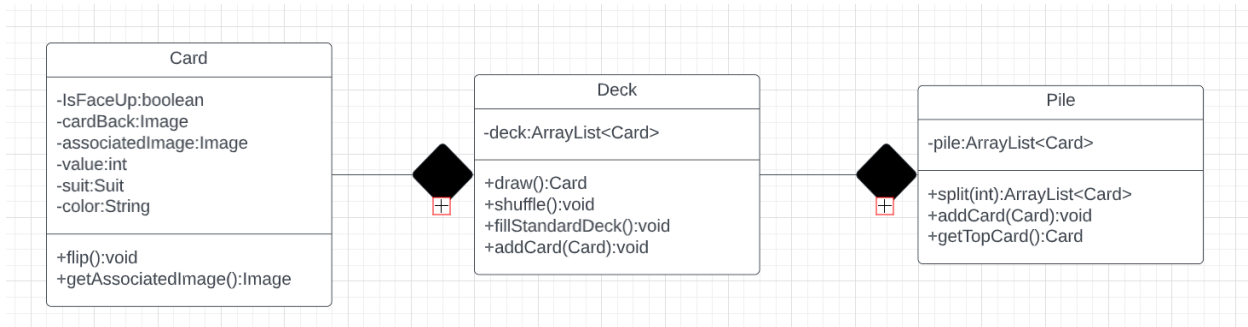 Card
-IsFaceUp:boolean
-cardBack:Image
-associatedImage:Image
-value:int
-suit:Suit
-color:String
+flip():void
+getAssociatedImage():Image
Deck
-deck:ArrayList<Card>
+draw():Card
+shuffle():void
+fillStandardDeck():void
+addCard(Card):void
Pile
-pile:ArrayList<Card>
+split(int):ArrayList<Card>
+addCard(Card):void
+getTopCard():Card